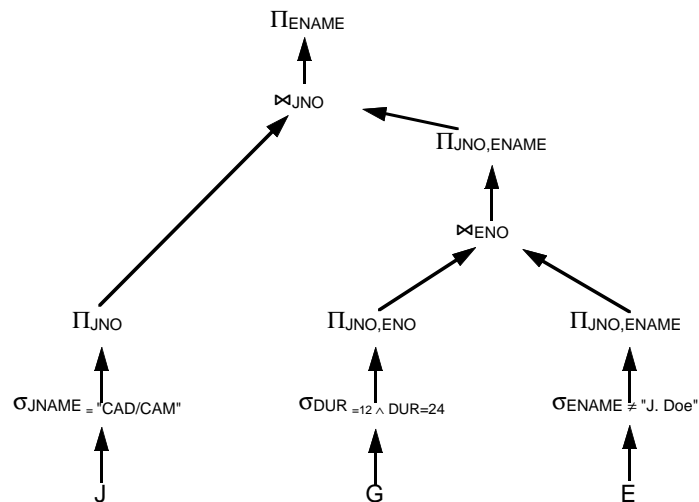 ΠENAME
⋈JNO
ΠJNO,ENAME
⋈ENO
ΠJNO ΠJNO,ENO ΠJNO,ENAME
σJNAME = "CAD/CAM" σDUR =12 ∧ DUR=24 σENAME ≠ "J. Doe"
J G E